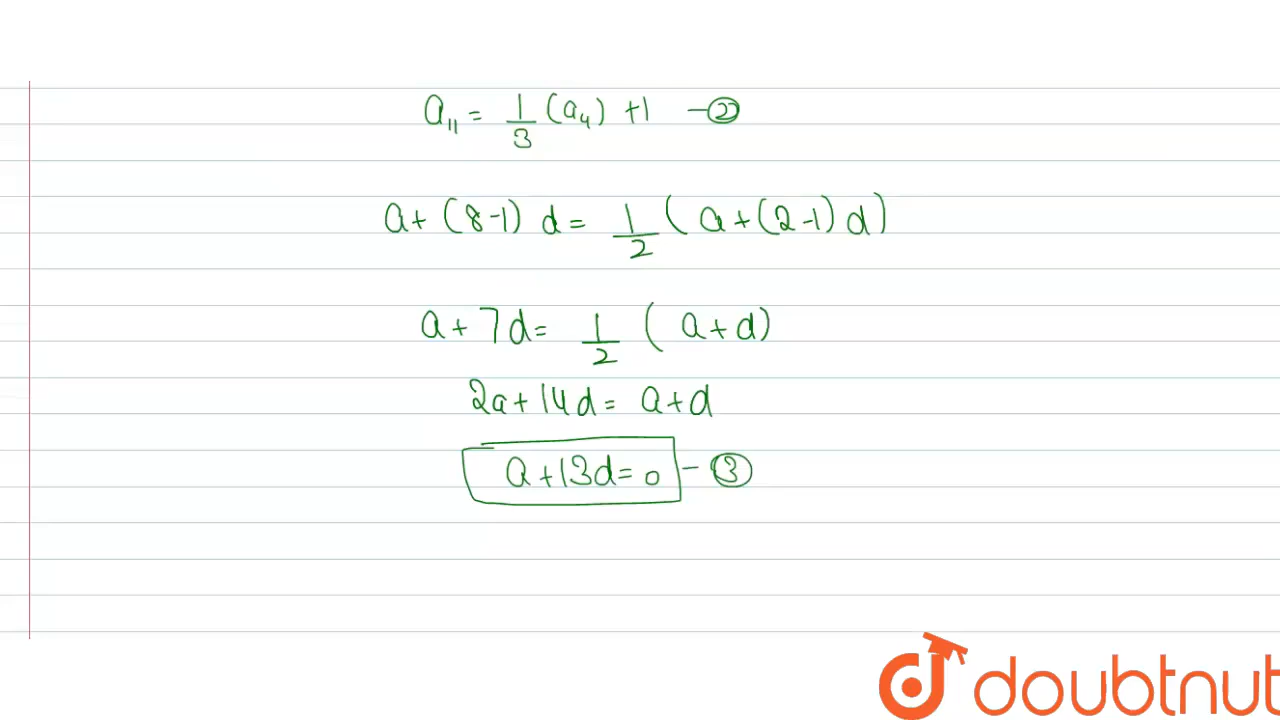 a₁₁ = 1/3 (a₄) + 1 — ②
a + (8-1) d = 1/2 (a + (2-1) d)
a + 7d = 1/2 (a + d)
2a + 14d = a + d
a + 13d = 0 — ③
doubtnut